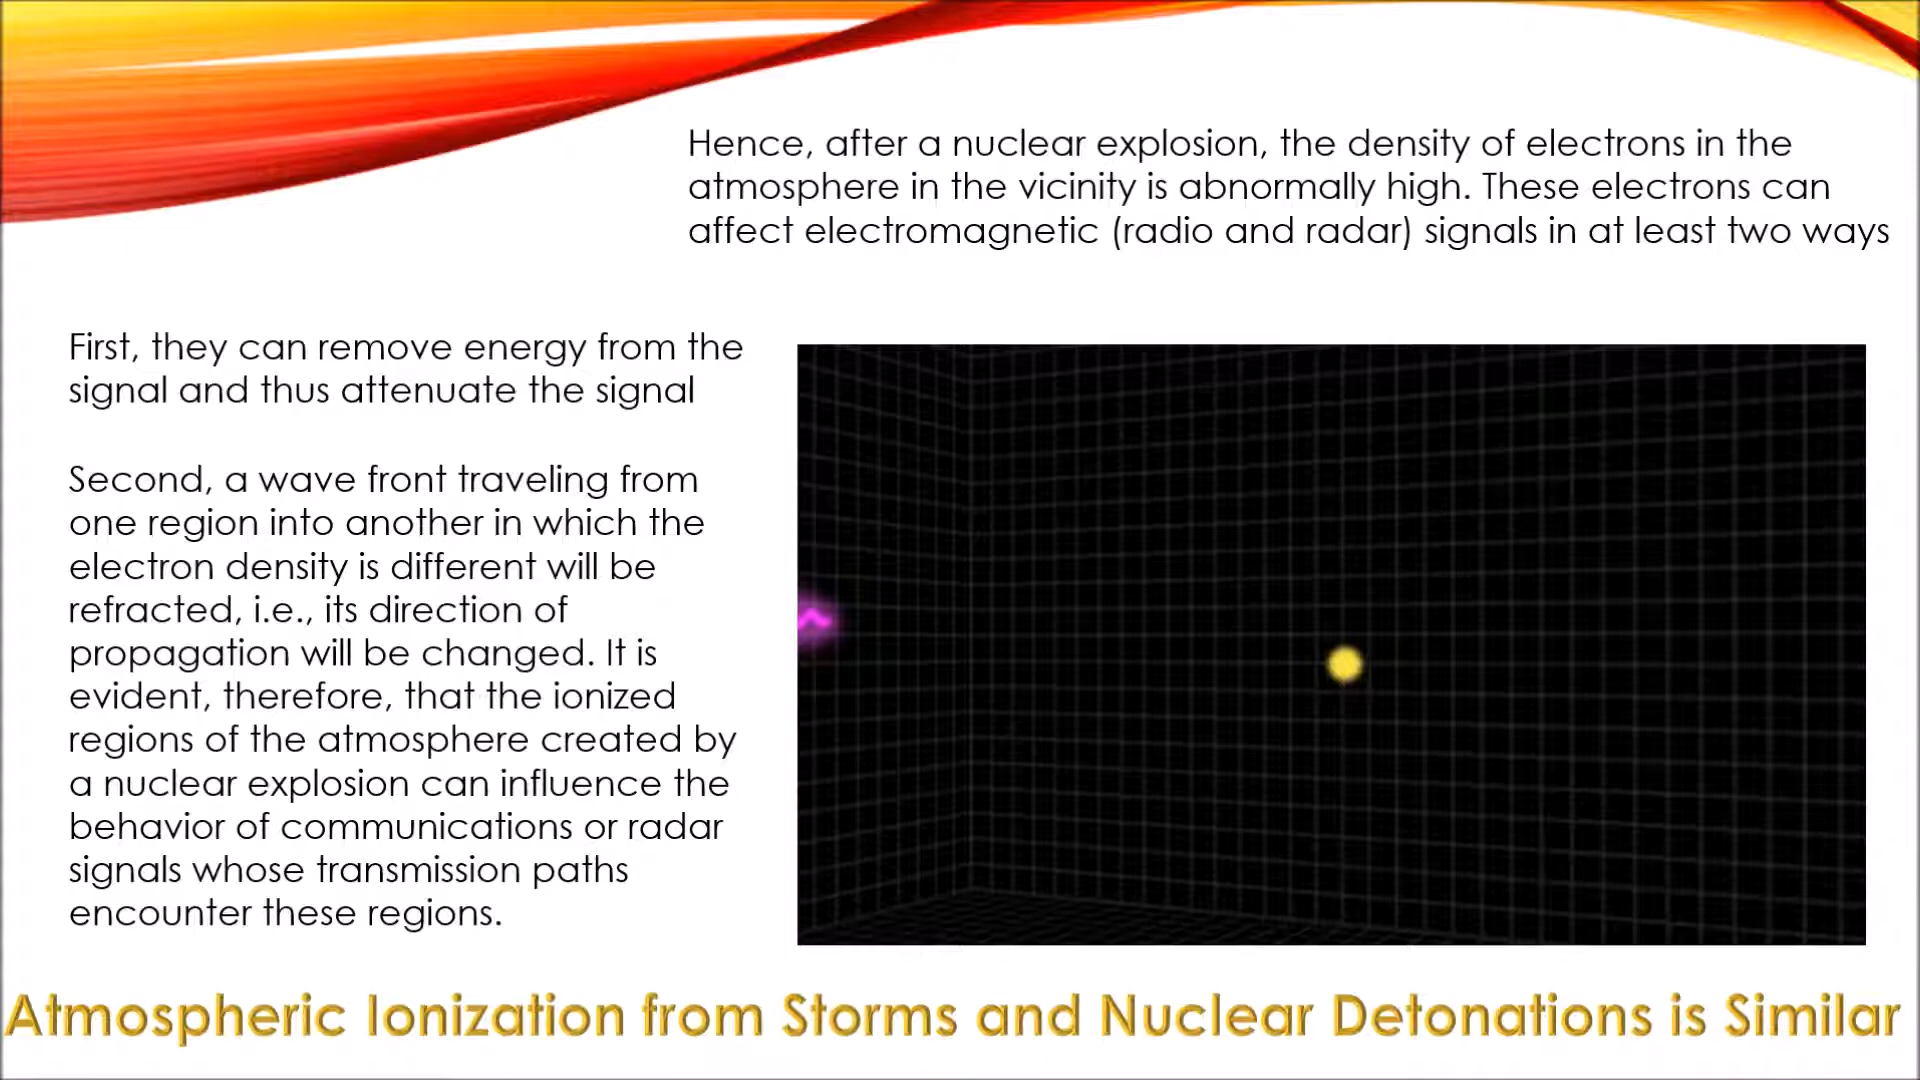 Hence, after a nuclear explosion, the density of electrons in the
atmosphere in the vicinity is abnormally high. These electrons can
affect electromagnetic (radio and radar) signals in at least two ways
First, they can remove energy from the
signal and thus attenuate the signal
Second, a wave front traveling from
one region into another in which the
electron density is different will be
refracted, i.e., its direction of
propagation will be changed. It is
evident, therefore, that the ionized
regions of the atmosphere created by
a nuclear explosion can influence the
behavior of communications or radar
signals whose transmission paths
encounter these regions.
Atmospheric Ionization from Storms and Nuclear Detonations is Similar